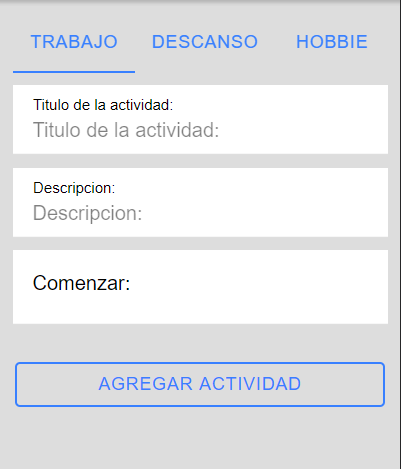 TRABAJO DESCANSO HOBBIE
Titulo de la actividad:
Titulo de la actividad:
Descripcion:
Descripcion:
Comenzar:
AGREGAR ACTIVIDAD